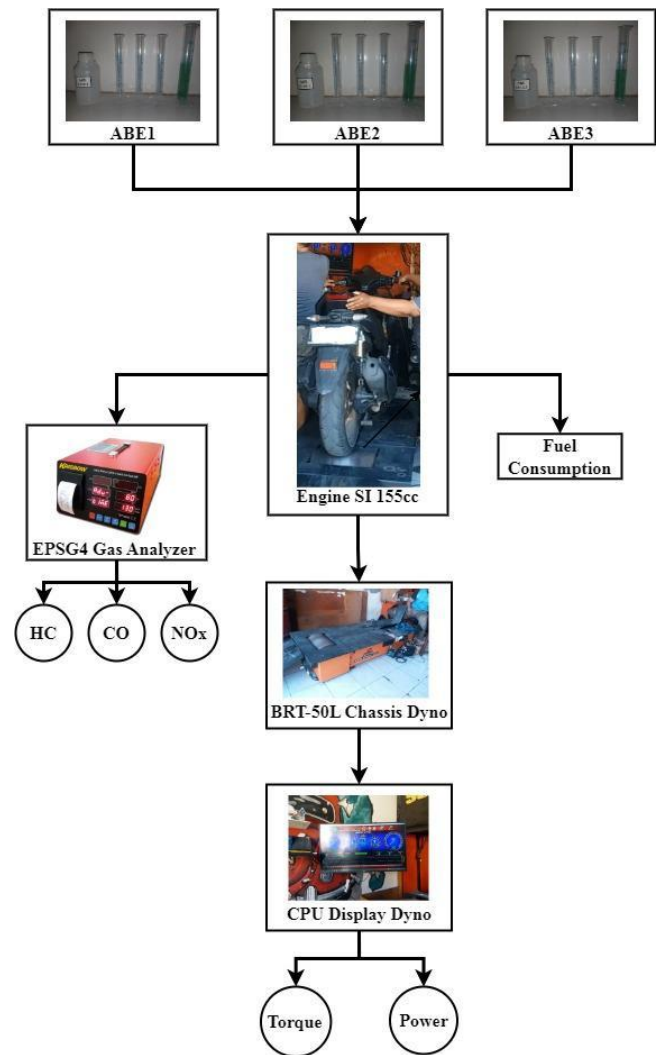 ABE1
ABE2
ABE3
Engine SI 155cc
Fuel
Consumption
EPSG4 Gas Analyzer
HC
CO
NOx
BRT-50L Chassis Dyno
CPU Display Dyno
Torque
Power